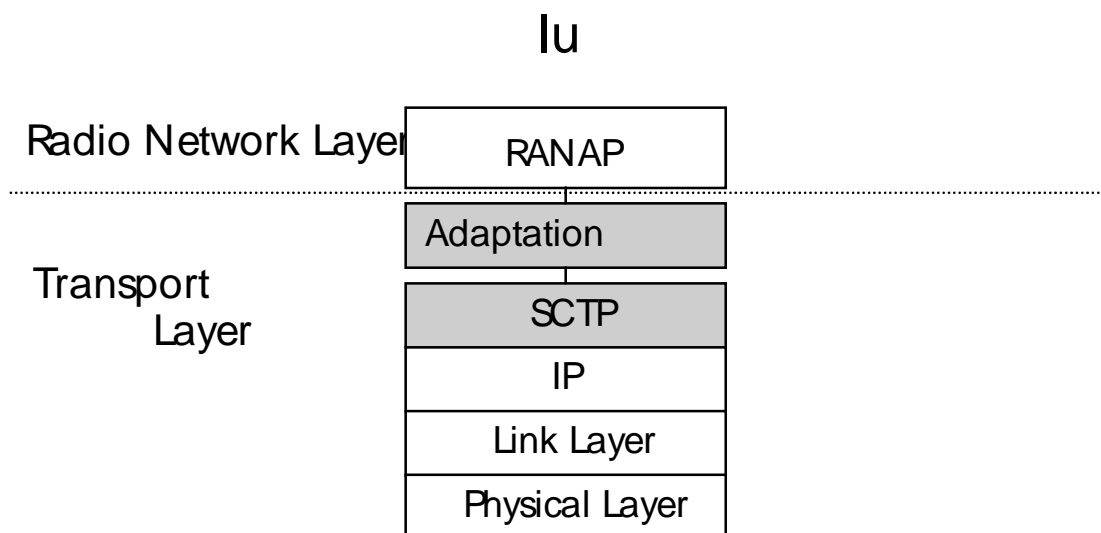 Iu
Radio Network Layer
RANAP
Adaptation
Transport
Layer
SCTP
IP
Link Layer
Physical Layer